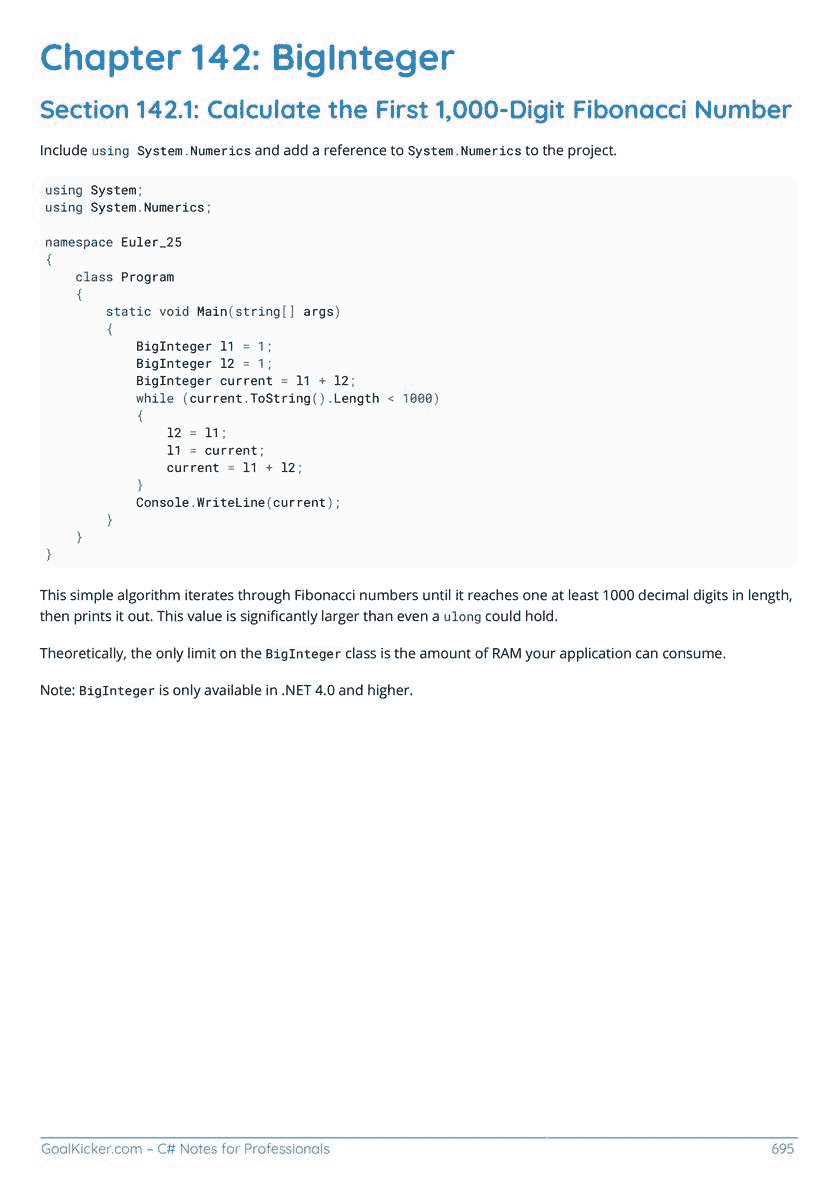 Chapter 142: BigInteger
Section 142.1: Calculate the First 1,000-Digit Fibonacci Number
Include using System.Numerics and add a reference to System.Numerics to the project.
using System;
using System.Numerics;

namespace Euler_25
{
    class Program
    {
        static void Main(string[] args)
        {
            BigInteger l1 = 1;
            BigInteger l2 = 1;
            BigInteger current = l1 + l2;
            while (current.ToString().Length < 1000)
            {
                l2 = l1;
                l1 = current;
                current = l1 + l2;
            }
            Console.WriteLine(current);
        }
    }
}
This simple algorithm iterates through Fibonacci numbers until it reaches one at least 1000 decimal digits in length,
then prints it out. This value is significantly larger than even a ulong could hold.
Theoretically, the only limit on the BigInteger class is the amount of RAM your application can consume.
Note: BigInteger is only available in .NET 4.0 and higher.
GoalKicker.com – C# Notes for Professionals 695